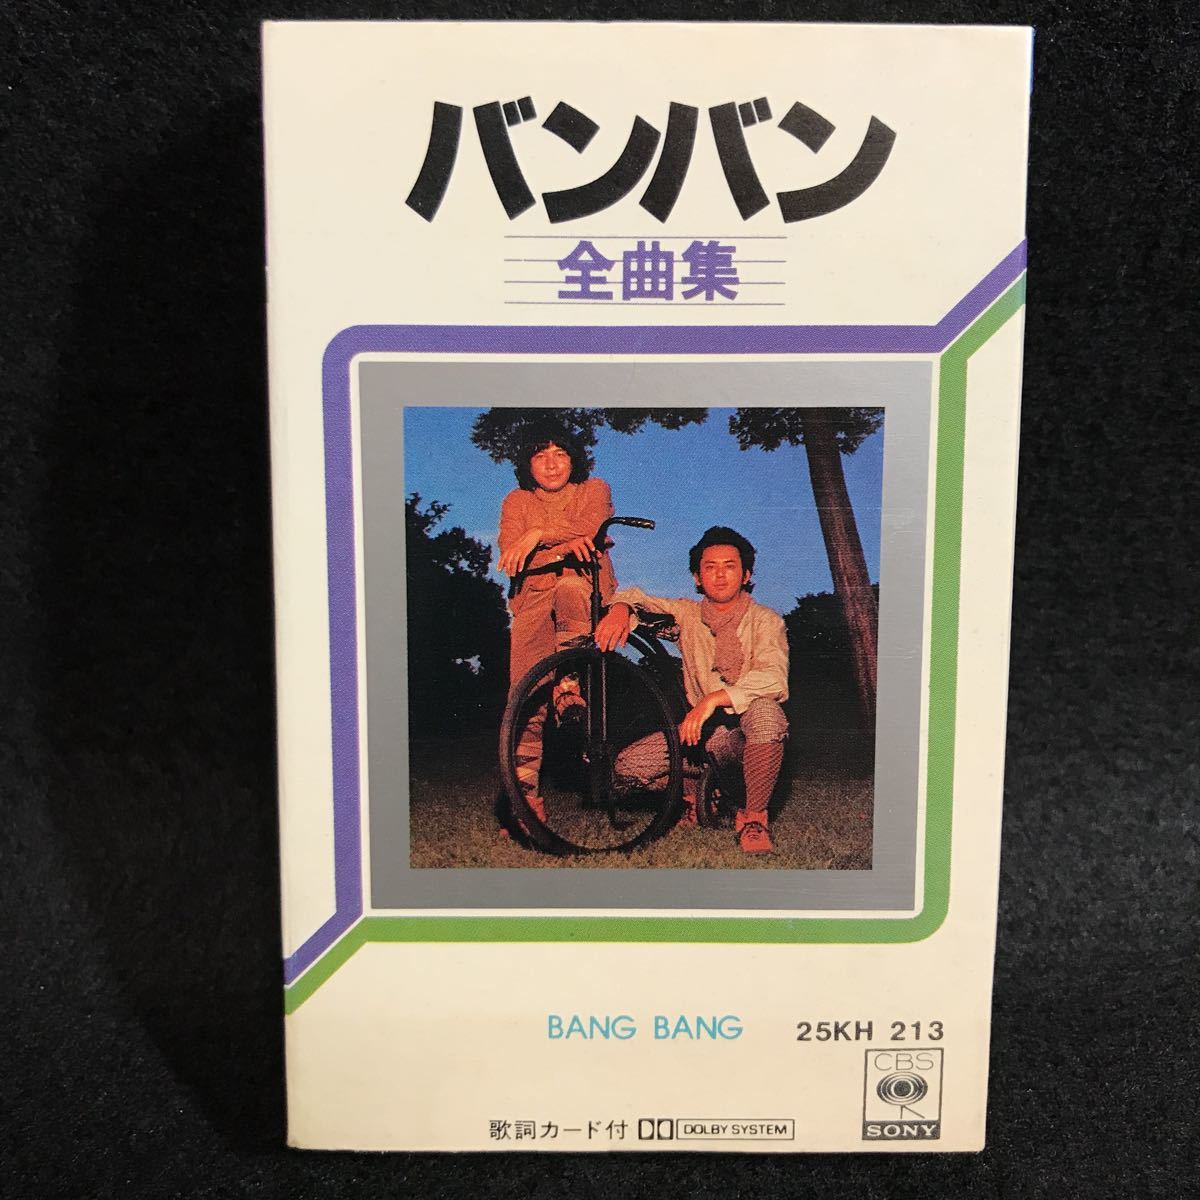 バンバン
全曲集
BANG BANG 25KH 213
CBS
SONY
歌詞カード付 DOLBY SYSTEM